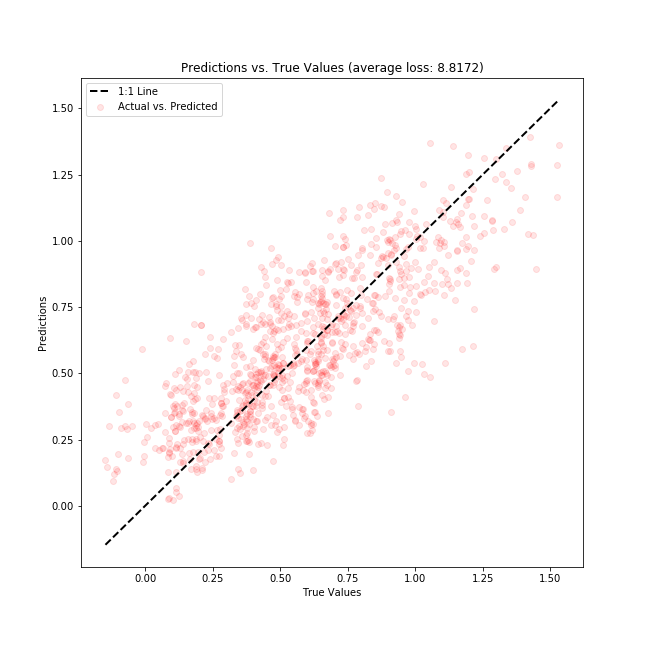 Predictions vs. True Values (average loss: 8.8172)
1:1 Line
Actual vs. Predicted
1.50
1.25
1.00
0.75
0.50
0.25
0.00
Predictions
0.00 0.25 0.50 0.75 1.00 1.25 1.50
True Values